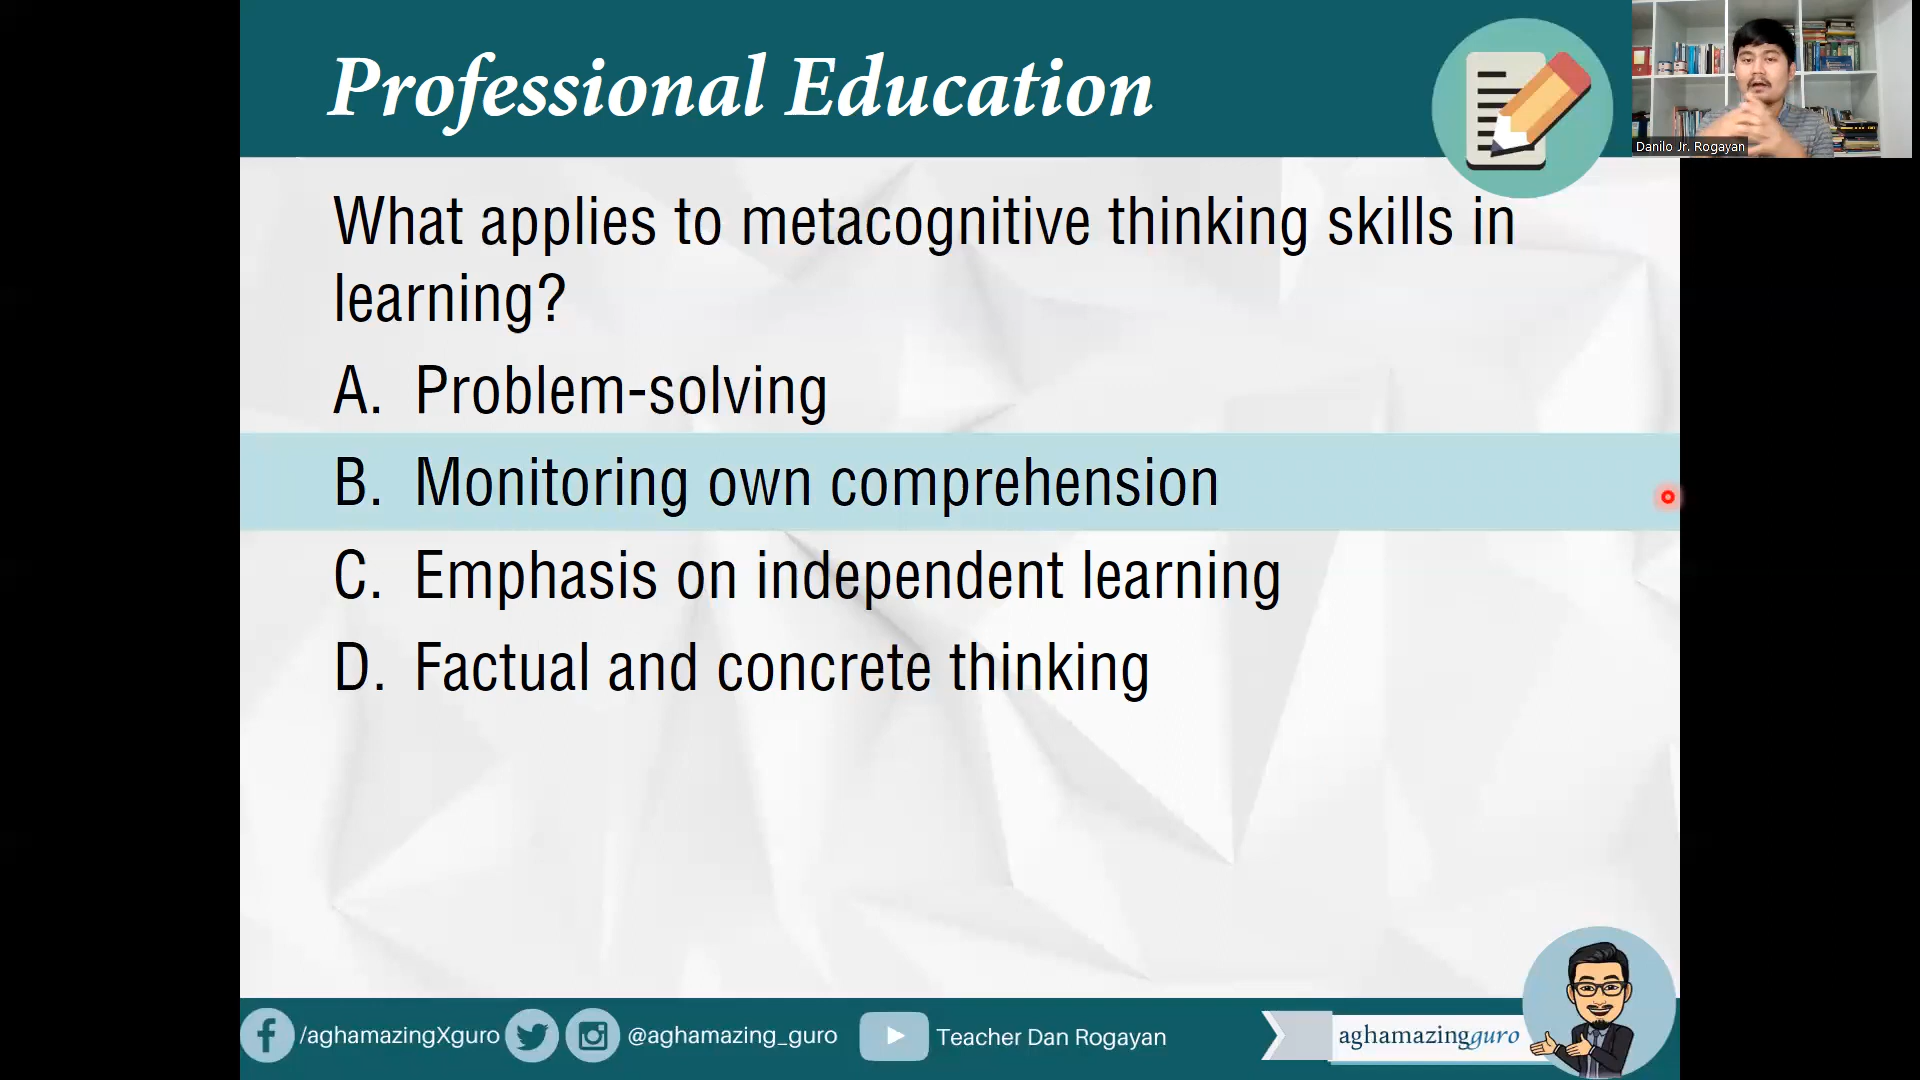 Professional Education
Danilo Jr. Rogayan
What applies to metacognitive thinking skills in
learning?
A. Problem-solving
B. Monitoring own comprehension
C. Emphasis on independent learning
D. Factual and concrete thinking
/aghamazingXguro
@aghamazing_guro
Teacher Dan Rogayan
aghamazingguro